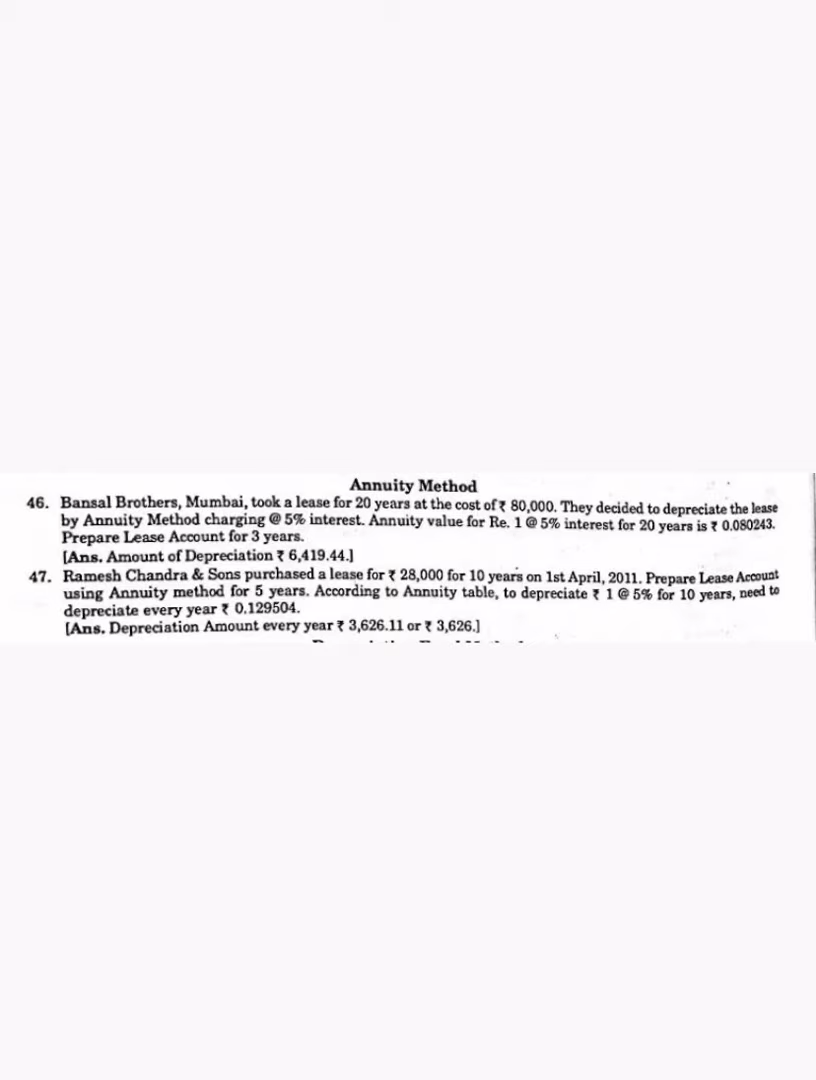 Annuity Method
46. Bansal Brothers, Mumbai, took a lease for 20 years at the cost of ₹ 80,000. They decided to depreciate the lease
by Annuity Method charging @ 5% interest. Annuity value for Re. 1 @ 5% interest for 20 years is ₹ 0.080243.
Prepare Lease Account for 3 years.
[Ans. Amount of Depreciation ₹ 6,419.44.]
47. Ramesh Chandra & Sons purchased a lease for ₹ 28,000 for 10 years on 1st April, 2011. Prepare Lease Account
using Annuity method for 5 years. According to Annuity table, to depreciate ₹ 1 @ 5% for 10 years, need to
depreciate every year ₹ 0.129504.
[Ans. Depreciation Amount every year ₹ 3,626.11 or ₹ 3,626.]